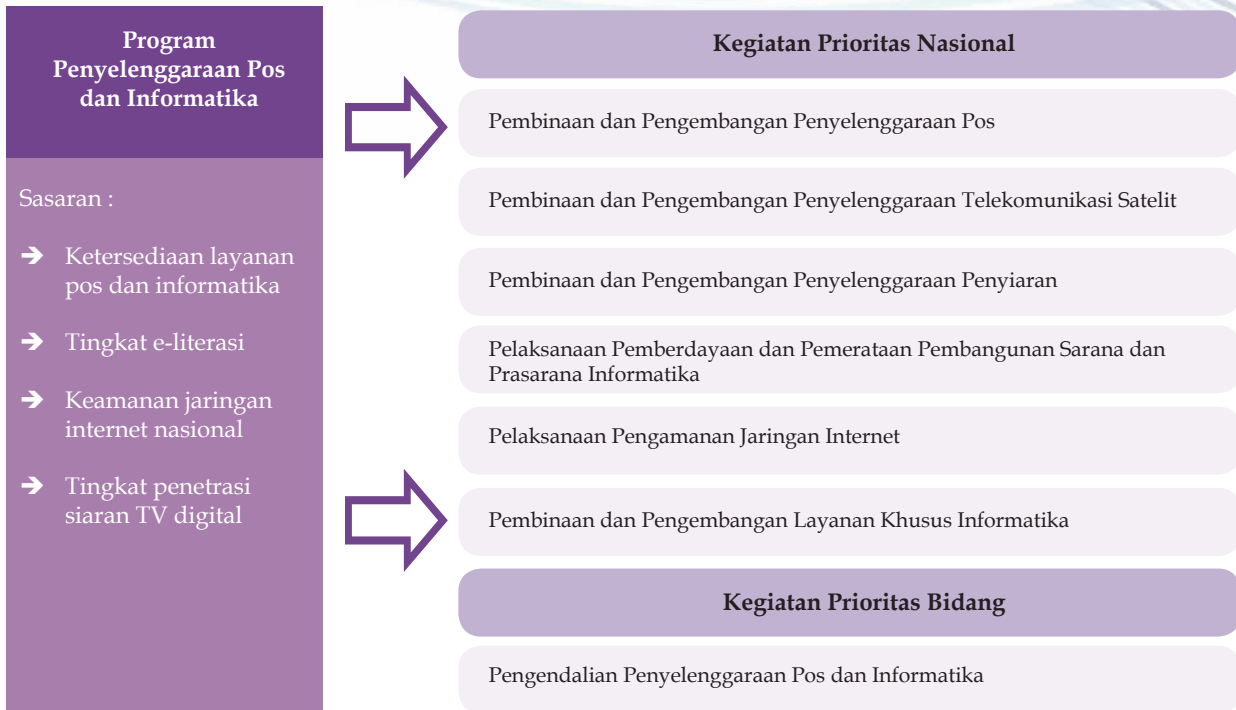 Program
Penyelenggaraan Pos
dan Informatika
Sasaran :
➔ Ketersediaan layanan
pos dan informatika
➔ Tingkat e-literasi
➔ Keamanan jaringan
internet nasional
➔ Tingkat penetrasi
siaran TV digital
Kegiatan Prioritas Nasional
Pembinaan dan Pengembangan Penyelenggaraan Pos
Pembinaan dan Pengembangan Penyelenggaraan Telekomunikasi Satelit
Pembinaan dan Pengembangan Penyelenggaraan Penyiaran
Pelaksanaan Pemberdayaan dan Pemerataan Pembangunan Sarana dan
Prasarana Informatika
Pelaksanaan Pengamanan Jaringan Internet
Pembinaan dan Pengembangan Layanan Khusus Informatika
Kegiatan Prioritas Bidang
Pengendalian Penyelenggaraan Pos dan Informatika